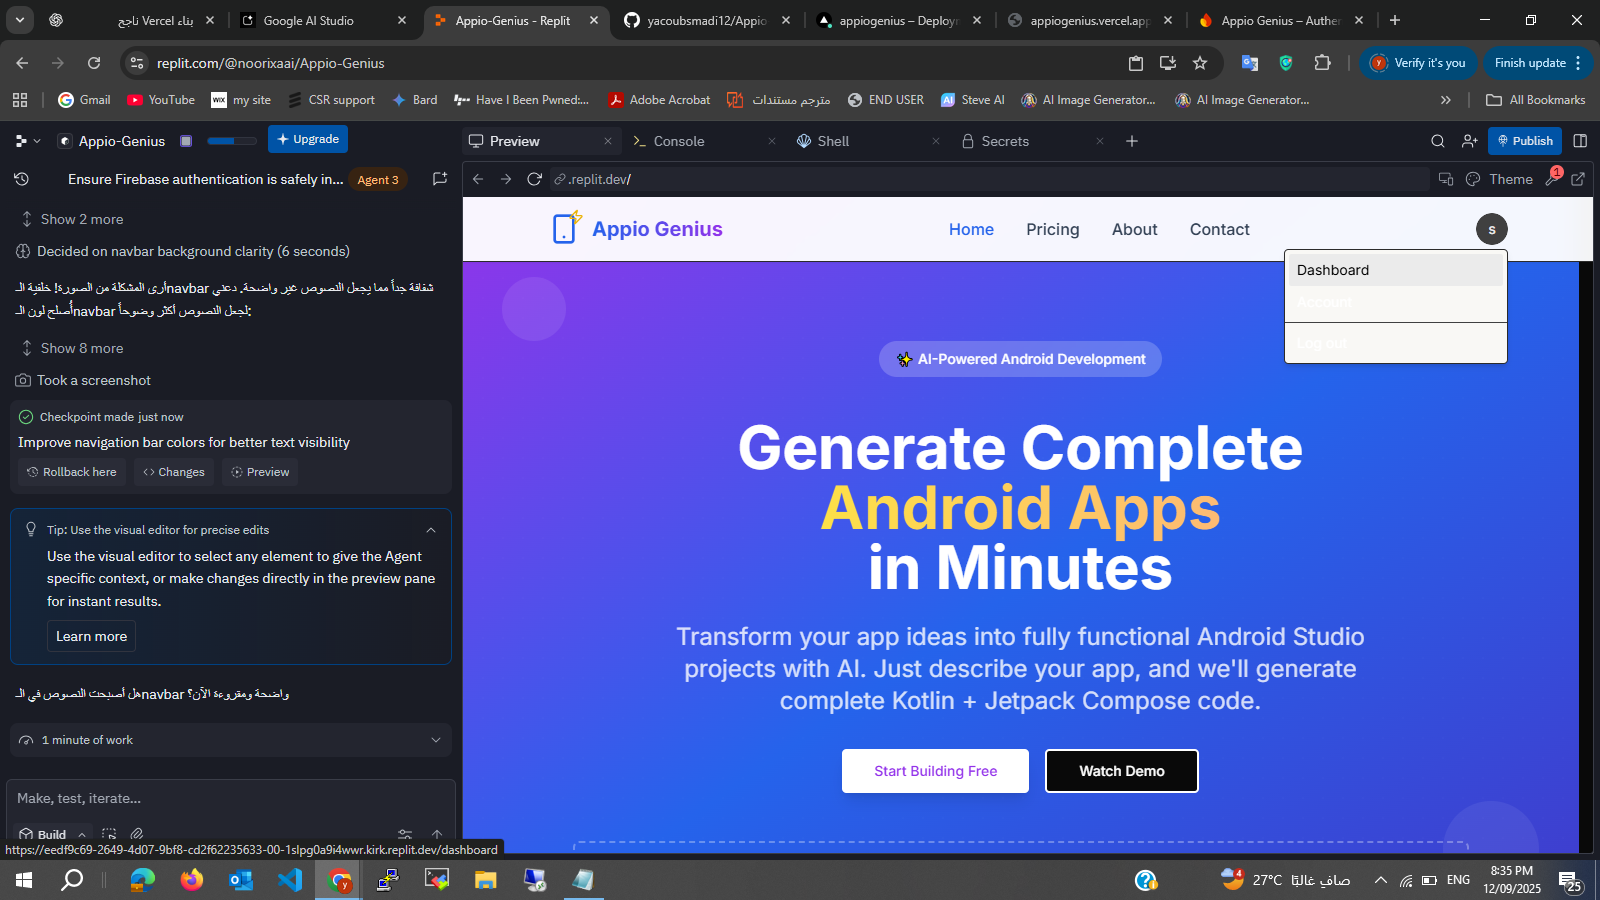 بناء Vercel ناجح
Google AI Studio
Appio-Genius - Replit
yacoubsmadi12/Appio
appiogenius – Deployn
appiogenius.vercel.app
Appio Genius – Auther
replit.com/@noorixaai/Appio-Genius
Verify it's you
Finish update
Gmail
YouTube
WIX my site
CSR support
Bard
Have I Been Pwned:...
Adobe Acrobat
مترجم مستندات
END USER
Steve AI
AI Image Generator...
AI Image Generator...
All Bookmarks
Appio-Genius
Upgrade
Preview
Console
Shell
Secrets
Publish
Ensure Firebase authentication is safely in...
Agent 3
.replit.dev/
Theme
1
Show 2 more
Decided on navbar background clarity (6 seconds)
أرى المشكلة من الصورة! خلفية الـ navbar شفافة جداً مما يجعل النصوص غير واضحة. دعني
أُصلح لون الـ navbar لجعل النصوص أكثر وضوحاً:
Show 8 more
Took a screenshot
Checkpoint made just now
Improve navigation bar colors for better text visibility
Rollback here
Changes
Preview
Tip: Use the visual editor for precise edits
Use the visual editor to select any element to give the Agent
specific context, or make changes directly in the preview pane
for instant results.
Learn more
هل أصبحت النصوص في الـ navbar واضحة ومقروءة الآن؟
1 minute of work
Make, test, iterate...
Build
https://eedf9c69-2649-4d07-9bf8-cd2f62235633-00-1slpg0a9i4wwr.kirk.replit.dev/dashboard
Appio Genius
Home
Pricing
About
Contact
s
Dashboard
Account
Log out
✨ AI-Powered Android Development
Generate Complete
Android Apps
in Minutes
Transform your app ideas into fully functional Android Studio
projects with AI. Just describe your app, and we'll generate
complete Kotlin + Jetpack Compose code.
Start Building Free
Watch Demo
4
27°C صافٍ غالبًا
ENG
8:35 PM
12/09/2025
25